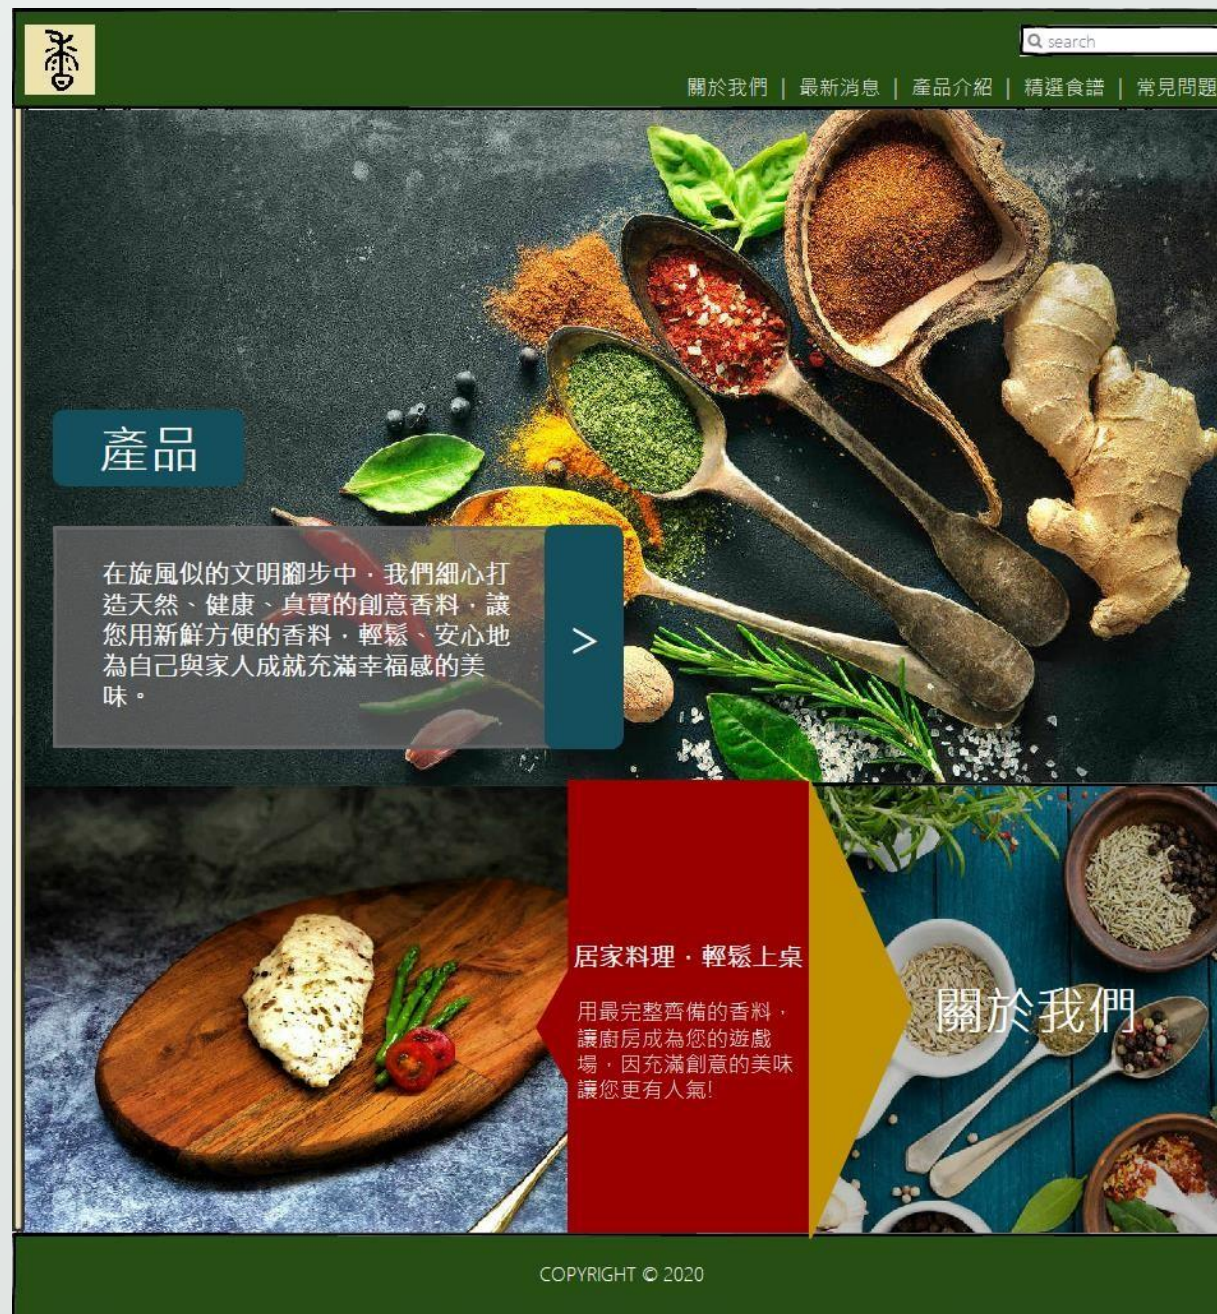 香
search
關於我們 | 最新消息 | 產品介紹 | 精選食譜 | 常見問題
產品
在旋風似的文明腳步中，我們細心打
造天然、健康、真實的創意香料，讓
您用新鮮方便的香料，輕鬆、安心地
為自己與家人成就充滿幸福感的美
味。
>
居家料理，輕鬆上桌
用最完整齊備的香料，
讓廚房成為您的遊戲
場，因充滿創意的美味
讓您更有人氣!
關於我們
COPYRIGHT © 2020